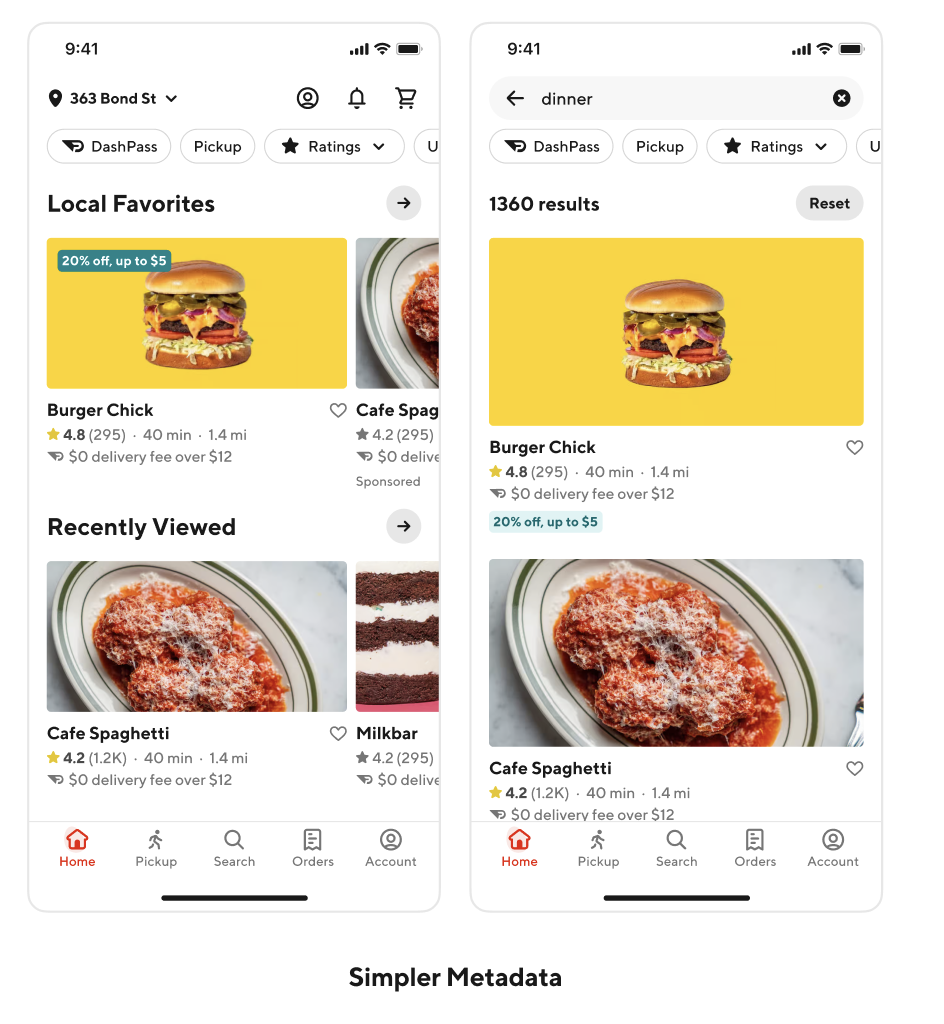 9:41
363 Bond St
DashPass
Pickup
Ratings
U
Local Favorites
20% off, up to $5
Burger Chick
4.8 (295) · 40 min · 1.4 mi
$0 delivery fee over $12
Cafe Spag
4.2 (295)
$0 delive
Sponsored
Recently Viewed
Cafe Spaghetti
4.2 (1.2K) · 40 min · 1.4 mi
$0 delivery fee over $12
Milkbar
4.2 (295)
$0 delive
Home
Pickup
Search
Orders
Account
9:41
dinner
DashPass
Pickup
Ratings
U
1360 results
Reset
Burger Chick
4.8 (295) · 40 min · 1.4 mi
$0 delivery fee over $12
20% off, up to $5
Cafe Spaghetti
4.2 (1.2K) · 40 min · 1.4 mi
$0 delivery fee over $12
Home
Pickup
Search
Orders
Account
Simpler Metadata